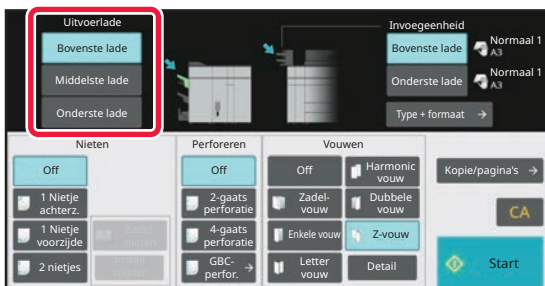 Uitvoerlade
Bovenste lade
Middelste lade
Onderste lade
Invoegeenheid
Bovenste lade
Normaal 1
A3
Onderste lade
Normaal 1
A3
Type + formaat →
Nieten
Off
1 Nietje
achterz.
1 Nietje
voorzijde
2 nietjes
Zadel-
nieten
Perforeren
Off
2-gaats
perforatie
4-gaats
perforatie
GBC-
perfor. →
Vouwen
Off
Harmonic
vouw
Zadel-
vouw
Dubbele
vouw
Enkele vouw
Z-vouw
Letter
vouw
Detail
Kopie/pagina's →
CA
Start